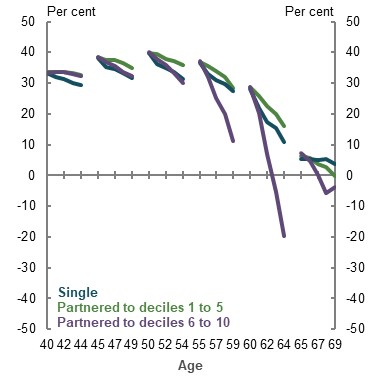 Per cent Per cent
50 50
40 40
30 30
20 20
10 10
0 0
-10 -10
-20 -20
-30 -30
-40 -40
-50 -50
Single
Partnered to deciles 1 to 5
Partnered to deciles 6 to 10
40 42 44 45 47 49 50 52 54 55 57 59 60 62 64 65 67 69
Age